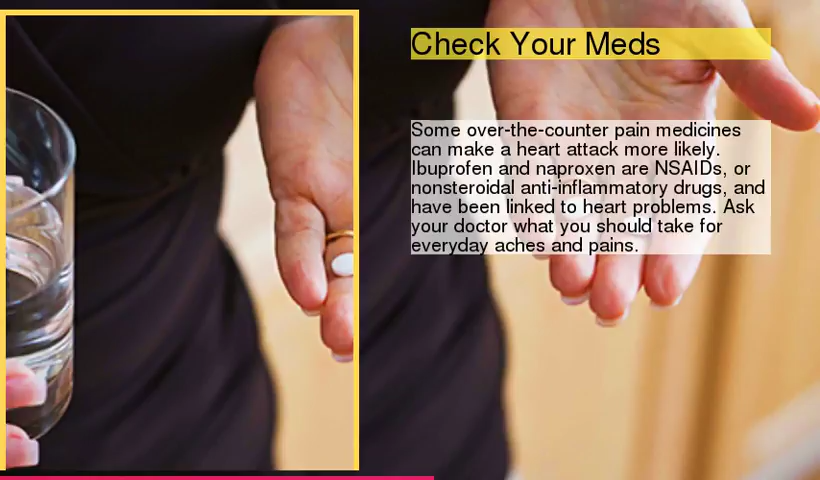 Check Your Meds
Some over-the-counter pain medicines
can make a heart attack more likely.
Ibuprofen and naproxen are NSAIDs, or
nonsteroidal anti-inflammatory drugs, and
have been linked to heart problems. Ask
your doctor what you should take for
everyday aches and pains.